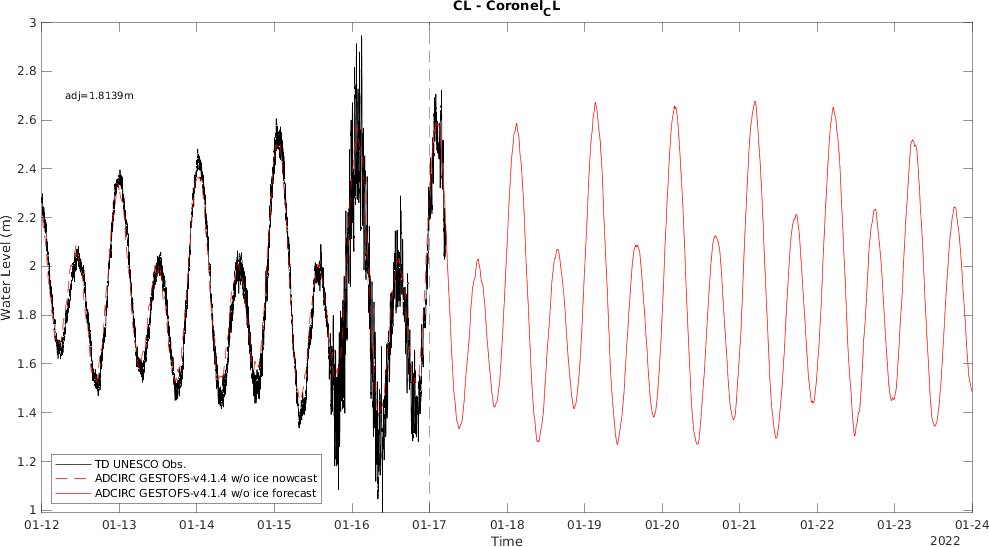 CL - Coronel_CL
3
2.8
adj=1.8139m
2.6
2.4
2.2
2
1.8
1.6
1.4
1.2
1
Water Level (m)
TD UNESCO Obs.
ADCIRC GESTOFS-v4.1.4 w/o ice nowcast
ADCIRC GESTOFS-v4.1.4 w/o ice forecast
01-12 01-13 01-14 01-15 01-16 01-17 01-18 01-19 01-20 01-21 01-22 01-23 01-24
Time
2022